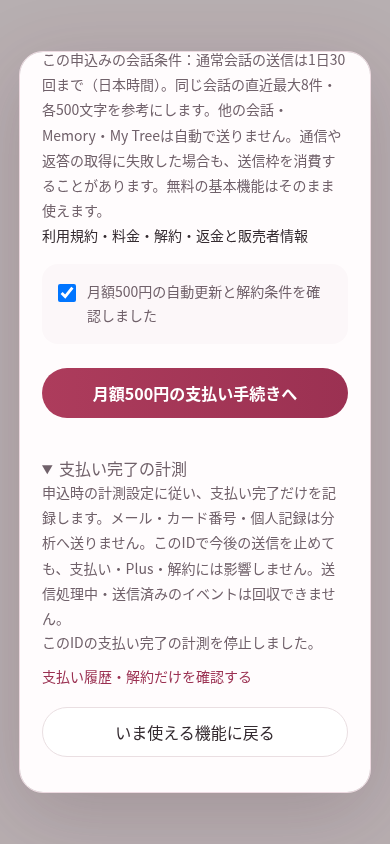 この申込みの会話条件：通常会話の送信は1日30
回まで（日本時間）。同じ会話の直近最大8件・
各500文字を参考にします。他の会話・
Memory・My Treeは自動で送りません。通信や
返答の取得に失敗した場合も、送信枠を消費す
ることがあります。無料の基本機能はそのまま
使えます。
利用規約・料金・解約・返金と販売者情報
月額500円の自動更新と解約条件を確
認しました
月額500円の支払い手続きへ
▼ 支払い完了の計測
申込時の計測設定に従い、支払い完了だけを記
録します。メール・カード番号・個人記録は分
析へ送りません。このIDで今後の送信を止めて
も、支払い・Plus・解約には影響しません。送
信処理中・送信済みのイベントは回収できませ
ん。
このIDの支払い完了の計測を停止しました。
支払い履歴・解約だけを確認する
いま使える機能に戻る